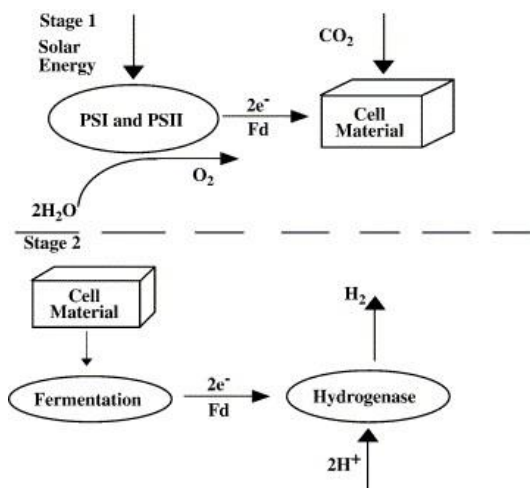 Stage 1
Solar
Energy
CO₂
PSI and PSII
2e⁻
Fd
Cell
Material
O₂
2H₂O
Stage 2
Cell
Material
H₂
Fermentation
2e⁻
Fd
Hydrogenase
2H⁺